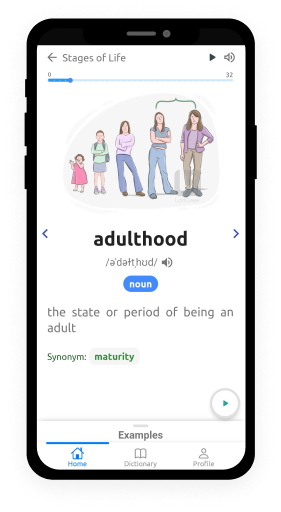 Stages of Life
0
32
adulthood
/əˈdəɫtˌhʊd/
noun
the state or period of being an
adult
Synonym: maturity
Examples
Home
Dictionary
Profile